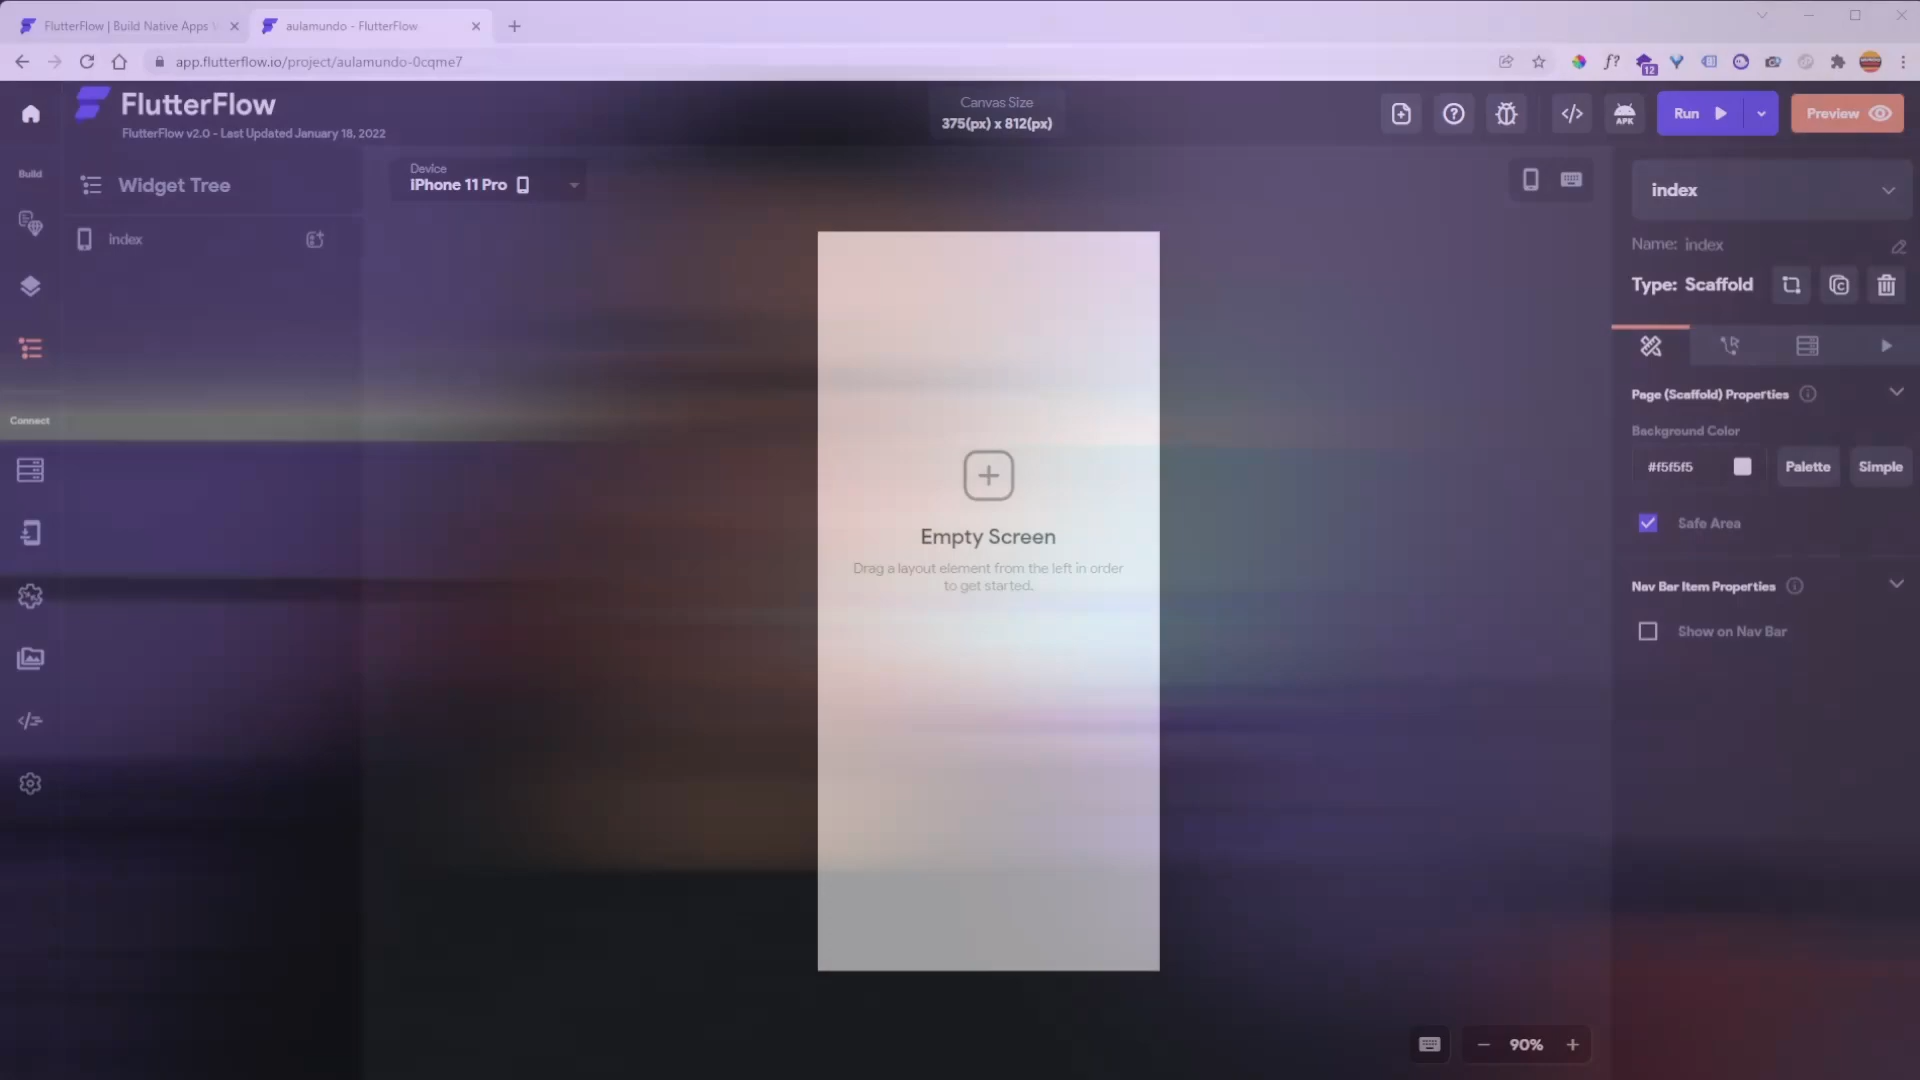 FlutterFlow | Build Native Apps V
aulamundo - FlutterFlow
app.flutterflow.io/project/aulamundo-0cqme7
f?
12
FlutterFlow
FlutterFlow v2.0 - Last Updated January 18, 2022
Canvas Size
375(px) x 812(px)
APK
Run
Preview
Build
Widget Tree
Device
iPhone 11 Pro
index
index
Name: index
Type: Scaffold
Connect
Page (Scaffold) Properties
Background Color
#f5f5f5
Palette
Simple
Safe Area
Nav Bar Item Properties
Show on Nav Bar
Empty Screen
Drag a layout element from the left in order
to get started.
90%